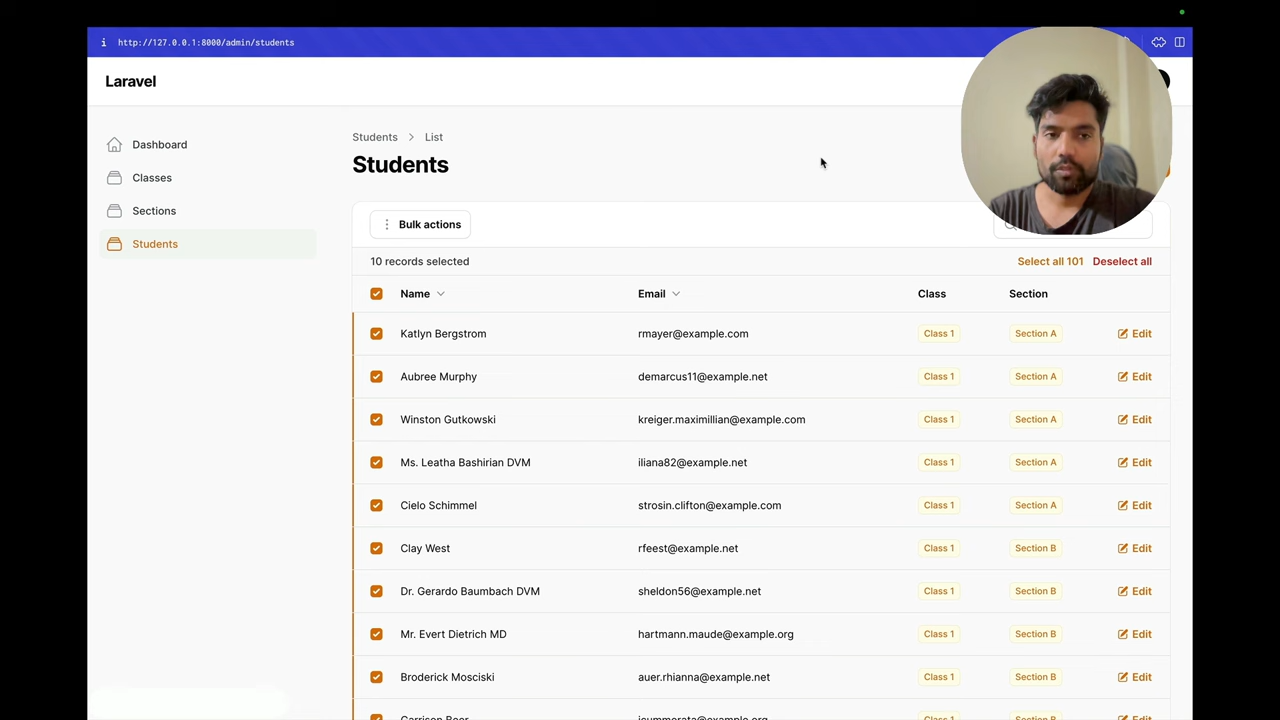 http://127.0.0.1:8000/admin/students
Laravel
Dashboard
Classes
Sections
Students
Students List
Students
Bulk actions
10 records selected Select all 101 Deselect all
Name Email Class Section
Katlyn Bergstrom rmayer@example.com Class 1 Section A Edit
Aubree Murphy demarcus11@example.net Class 1 Section A Edit
Winston Gutkowski kreiger.maximillian@example.com Class 1 Section A Edit
Ms. Leatha Bashirian DVM iliana82@example.net Class 1 Section A Edit
Cielo Schimmel strosin.clifton@example.com Class 1 Section A Edit
Clay West rfeest@example.net Class 1 Section B Edit
Dr. Gerardo Baumbach DVM sheldon56@example.net Class 1 Section B Edit
Mr. Evert Dietrich MD hartmann.maude@example.org Class 1 Section B Edit
Broderick Mosciski auer.rhianna@example.net Class 1 Section B Edit